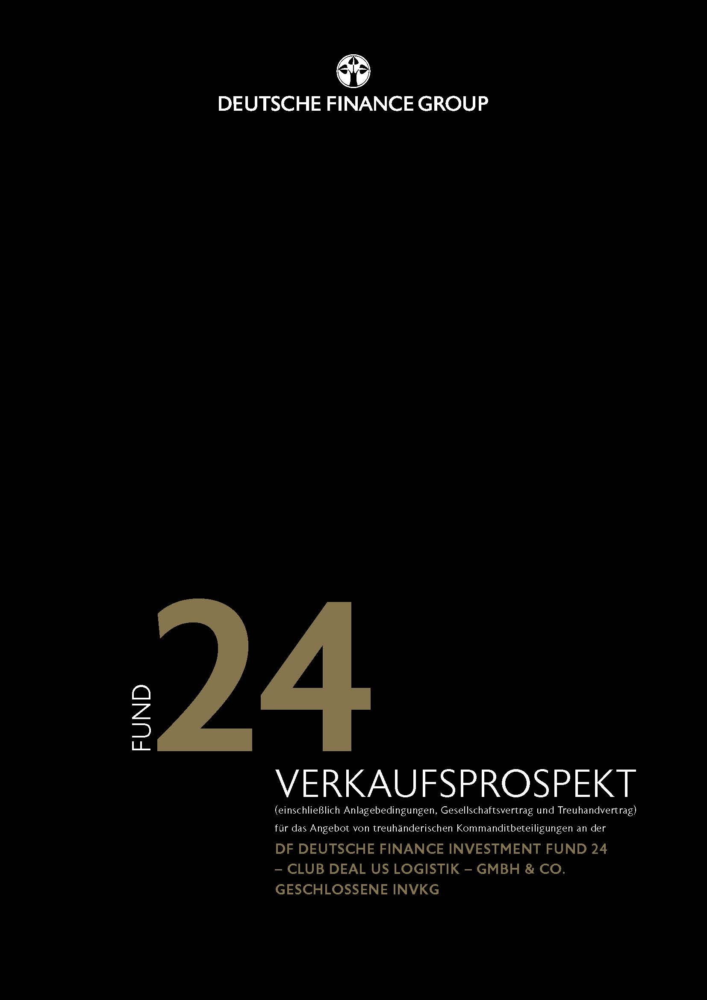 DEUTSCHE FINANCE GROUP
FUND
24
VERKAUFSPROSPEKT
(einschließlich Anlagebedingungen, Gesellschaftsvertrag und Treuhandvertrag)
für das Angebot von treuhänderischen Kommanditbeteiligungen an der
DF DEUTSCHE FINANCE INVESTMENT FUND 24
– CLUB DEAL US LOGISTIK – GMBH & CO.
GESCHLOSSENE INVKG